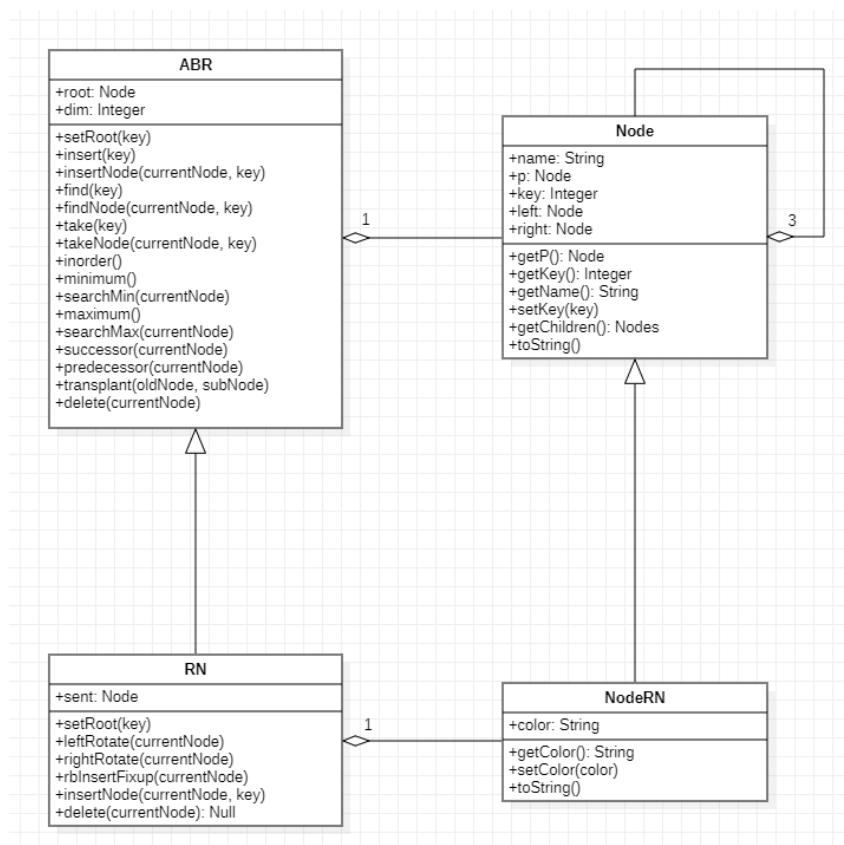 ABR
+root: Node
+dim: Integer
+setRoot(key)
+insert(key)
+insertNode(currentNode, key)
+find(key)
+findNode(currentNode, key)
+take(key)
+takeNode(currentNode, key)
+inorder()
+minimum()
+searchMin(currentNode)
+maximum()
+searchMax(currentNode)
+successor(currentNode)
+predecessor(currentNode)
+transplant(oldNode, subNode)
+delete(currentNode)
1
Node
+name: String
+p: Node
+key: Integer
+left: Node
+right: Node
+getP(): Node
+getKey(): Integer
+getName(): String
+setKey(key)
+getChildren(): Nodes
+toString()
3
RN
+sent: Node
+setRoot(key)
+leftRotate(currentNode)
+rightRotate(currentNode)
+rbInsertFixup(currentNode)
+insertNode(currentNode, key)
+delete(currentNode): Null
1
NodeRN
+color: String
+getColor(): String
+setColor(color)
+toString()